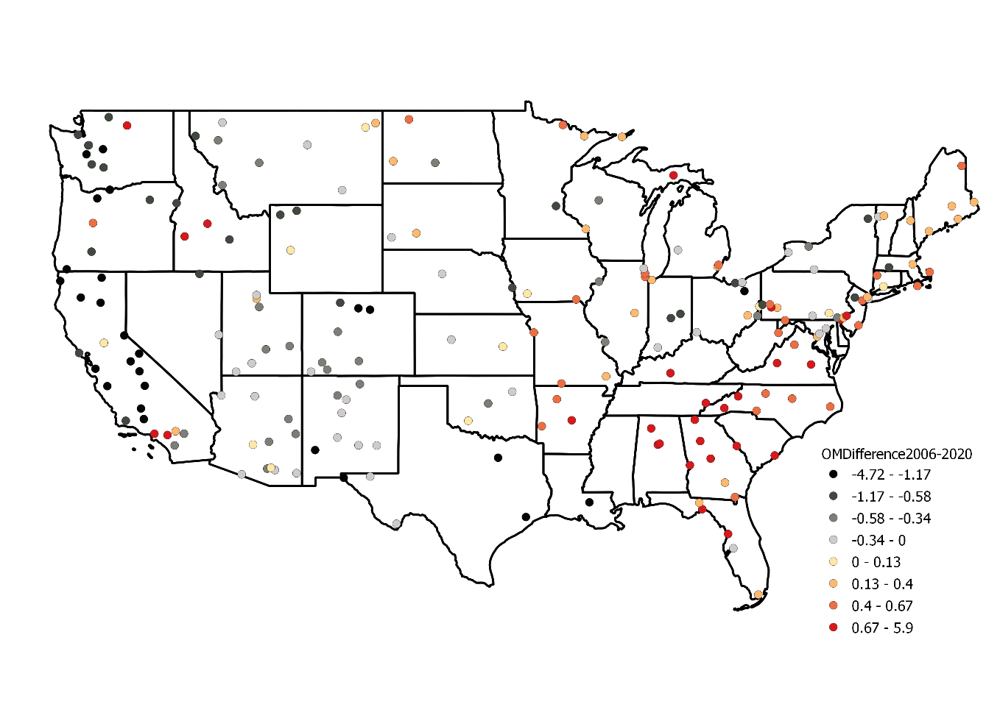 OMDifference2006-2020
-4.72 - -1.17
-1.17 - -0.58
-0.58 - -0.34
-0.34 - 0
0 - 0.13
0.13 - 0.4
0.4 - 0.67
0.67 - 5.9